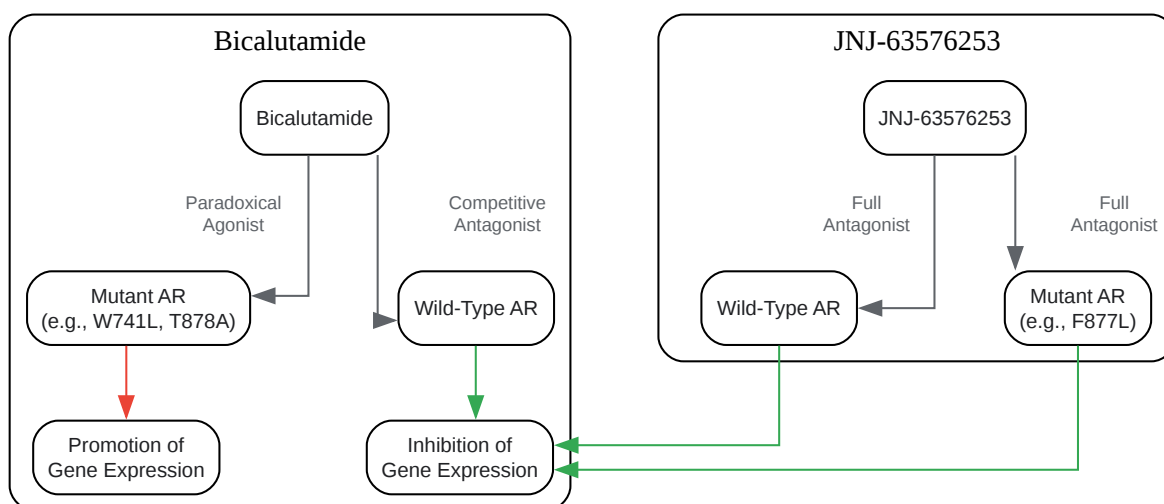 Bicalutamide
Bicalutamide
Paradoxical
Agonist
Competitive
Antagonist
Mutant AR
(e.g., W741L, T878A)
Wild-Type AR
Promotion of
Gene Expression
Inhibition of
Gene Expression
JNJ-63576253
JNJ-63576253
Full
Antagonist
Full
Antagonist
Wild-Type AR
Mutant AR
(e.g., F877L)